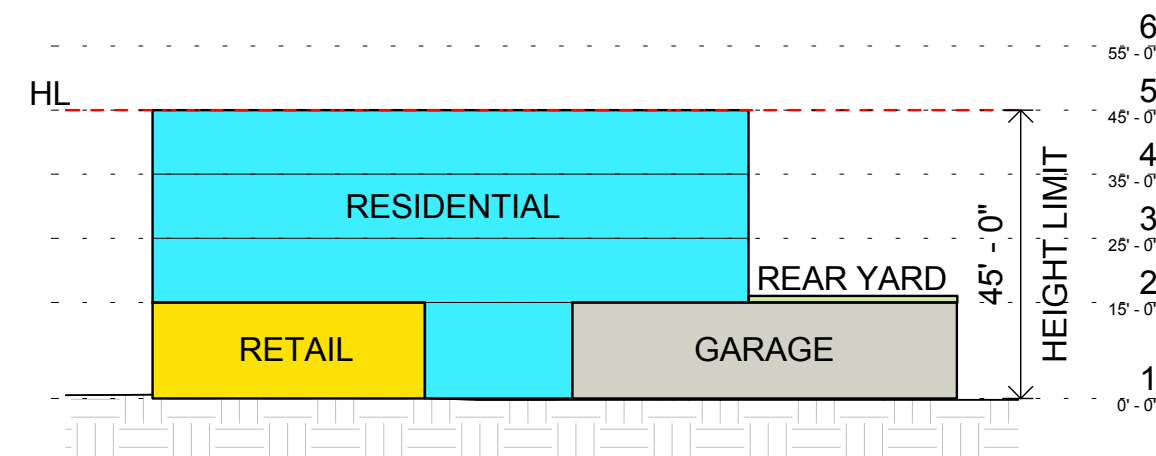 6
55' - 0"
HL
5
45' - 0"
4
35' - 0"
RESIDENTIAL
3
25' - 0"
REAR YARD
2
15' - 0"
45' - 0"
HEIGHT LIMIT
RETAIL
GARAGE
1
0' - 0"